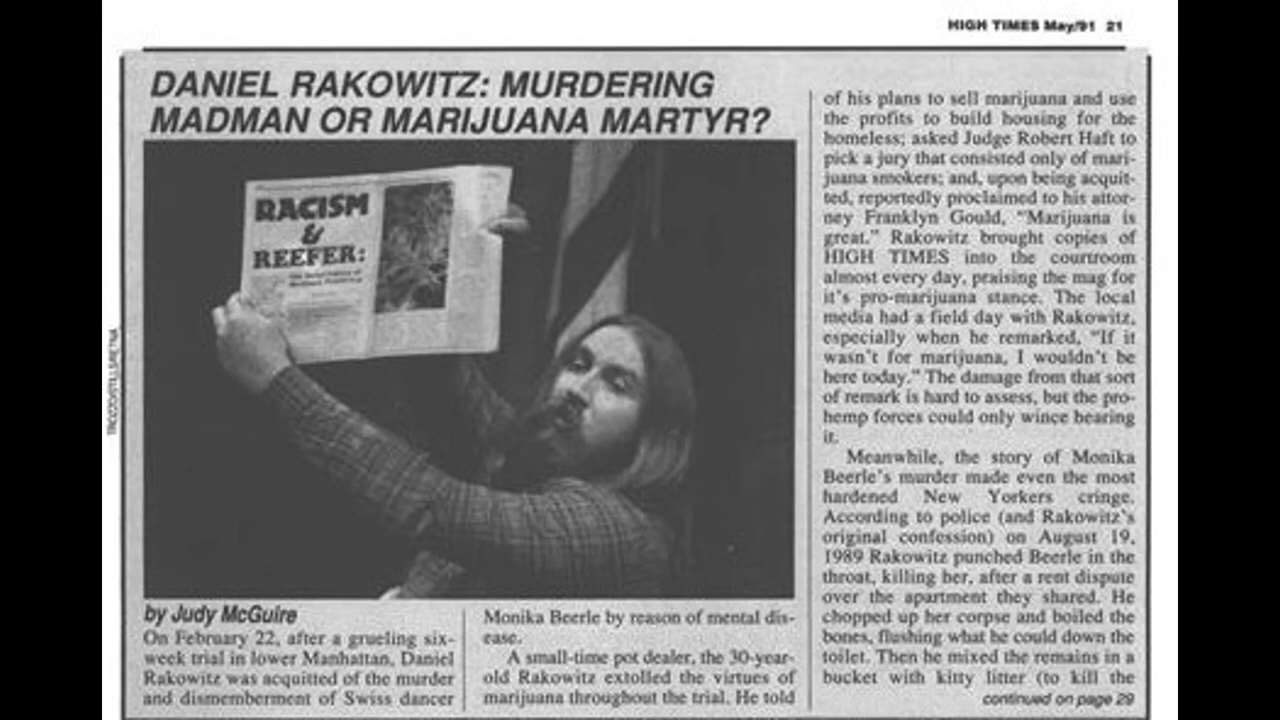 HIGH TIMES May/91 21
DANIEL RAKOWITZ: MURDERING
MADMAN OR MARIJUANA MARTYR?
RACISM
&
REEFER:
by Judy McGuire
On February 22, after a grueling six-
week trial in lower Manhattan, Daniel
Rakowitz was acquitted of the murder
and dismemberment of Swiss dancer
Monika Beerle by reason of mental dis-
ease.
A small-time pot dealer, the 30-year-
old Rakowitz extolled the virtues of
marijuana throughout the trial. He told
of his plans to sell marijuana and use
the profits to build housing for the
homeless; asked Judge Robert Haft to
pick a jury that consisted only of mari-
juana smokers; and, upon being acquit-
ted, reportedly proclaimed to his attor-
ney Franklyn Gould, “Marijuana is
great.” Rakowitz brought copies of
HIGH TIMES into the courtroom
almost every day, praising the mag for
it's pro-marijuana stance. The local
media had a field day with Rakowitz,
especially when he remarked, “If it
wasn't for marijuana, I wouldn't be
here today.” The damage from that sort
of remark is hard to assess, but the pro-
hemp forces could only wince hearing
it.
Meanwhile, the story of Monika
Beerle's murder made even the most
hardened New Yorkers cringe.
According to police (and Rakowitz's
original confession) on August 19,
1989 Rakowitz punched Beerle in the
throat, killing her, after a rent dispute
over the apartment they shared. He
chopped up her corpse and boiled the
bones, flushing what he could down the
toilet. Then he mixed the remains in a
bucket with kitty litter (to kill the
continued on page 29